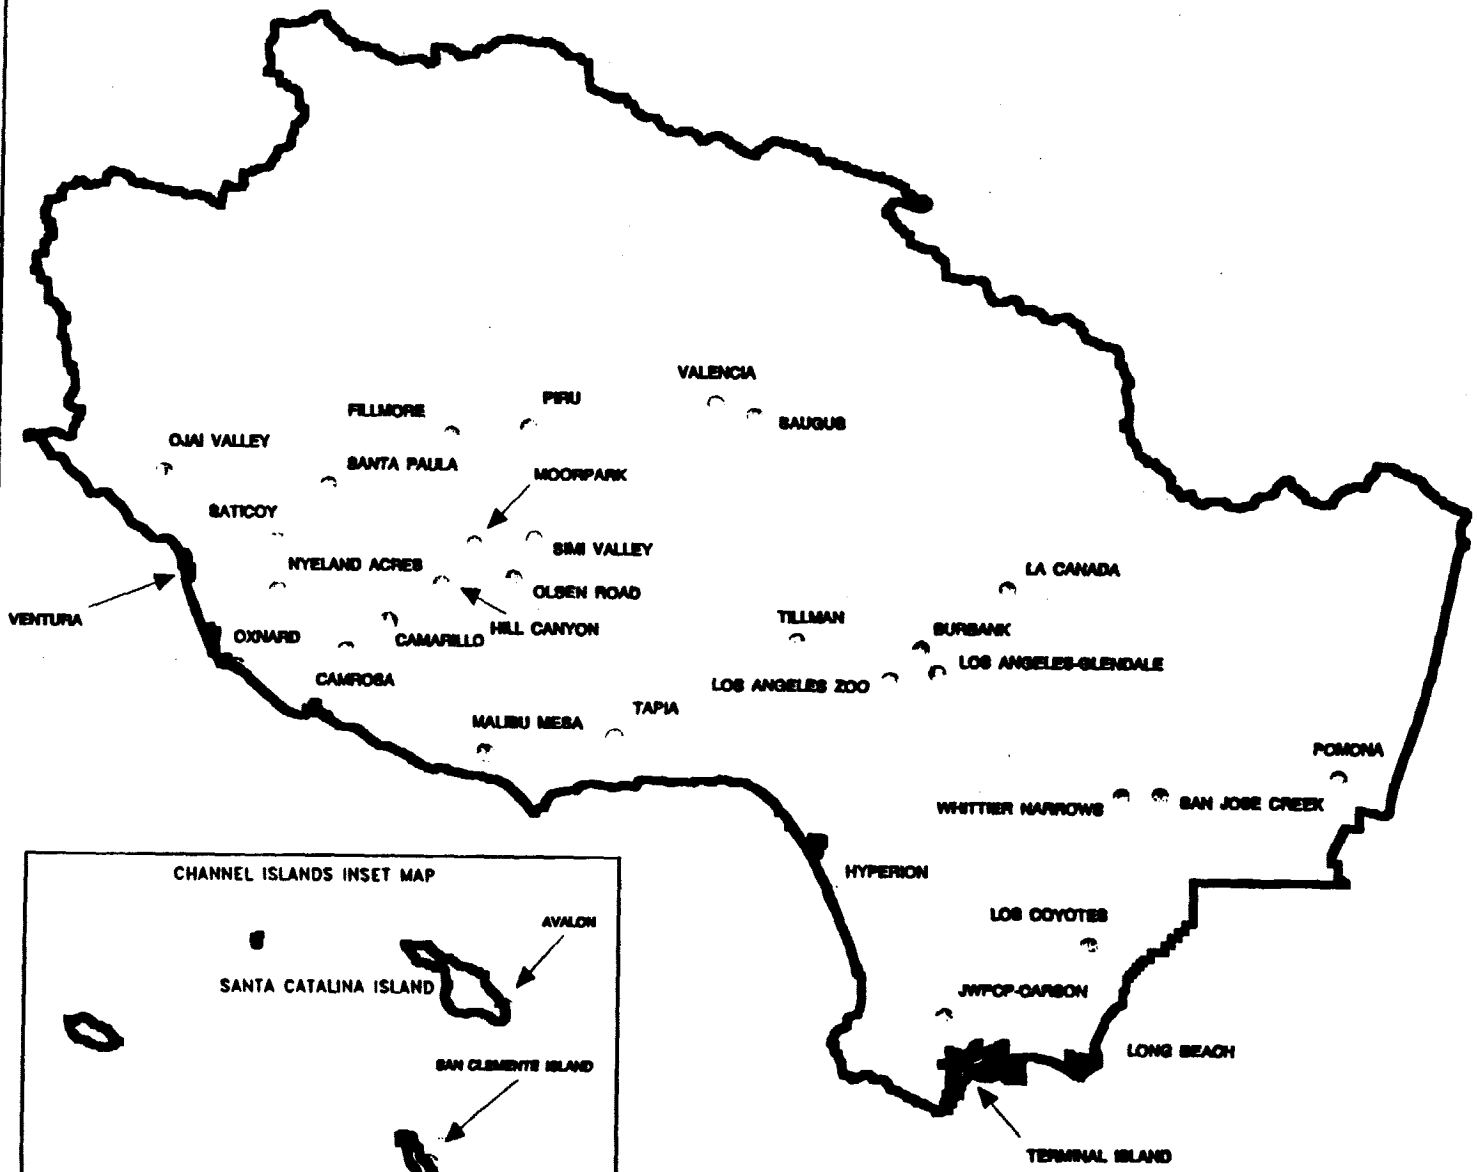 VALENCIA
PIRU
FILLMORE
SAUGUS
OJAI VALLEY
SANTA PAULA
MOORPARK
SATICOY
SIMI VALLEY
NYELAND ACRES
LA CANADA
OLSEN ROAD
VENTURA
TILLMAN
HILL CANYON
BURBANK
OXNARD
CAMARILLO
LOS ANGELES-GLENDALE
CAMROSA
LOS ANGELES ZOO
TAPIA
MALIBU MESA
POMONA
WHITTIER NARROWS
SAN JOSE CREEK
HYPERION
CHANNEL ISLANDS INSET MAP
LOS COYOTES
AVALON
SANTA CATALINA ISLAND
JWPCP-CARSON
LONG BEACH
SAN CLEMENTE ISLAND
TERMINAL ISLAND